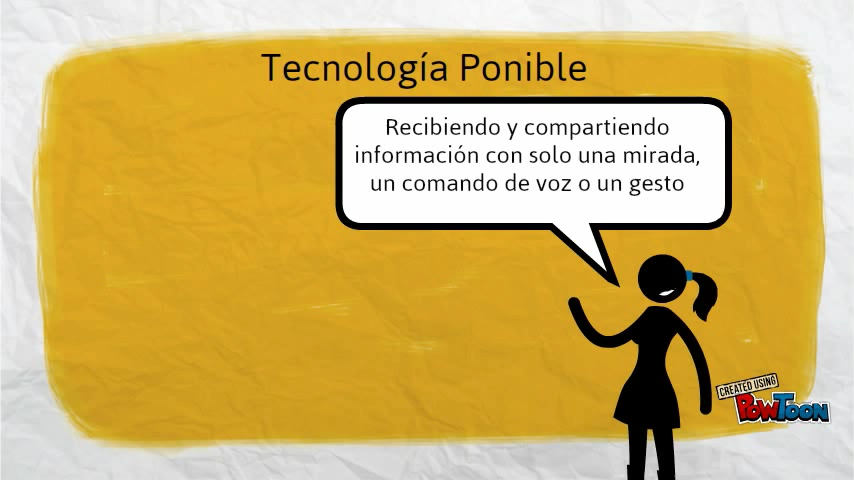 Tecnología Ponible
Recibiendo y compartiendo
información con solo una mirada,
un comando de voz o un gesto
CREATED USING
POWTOON